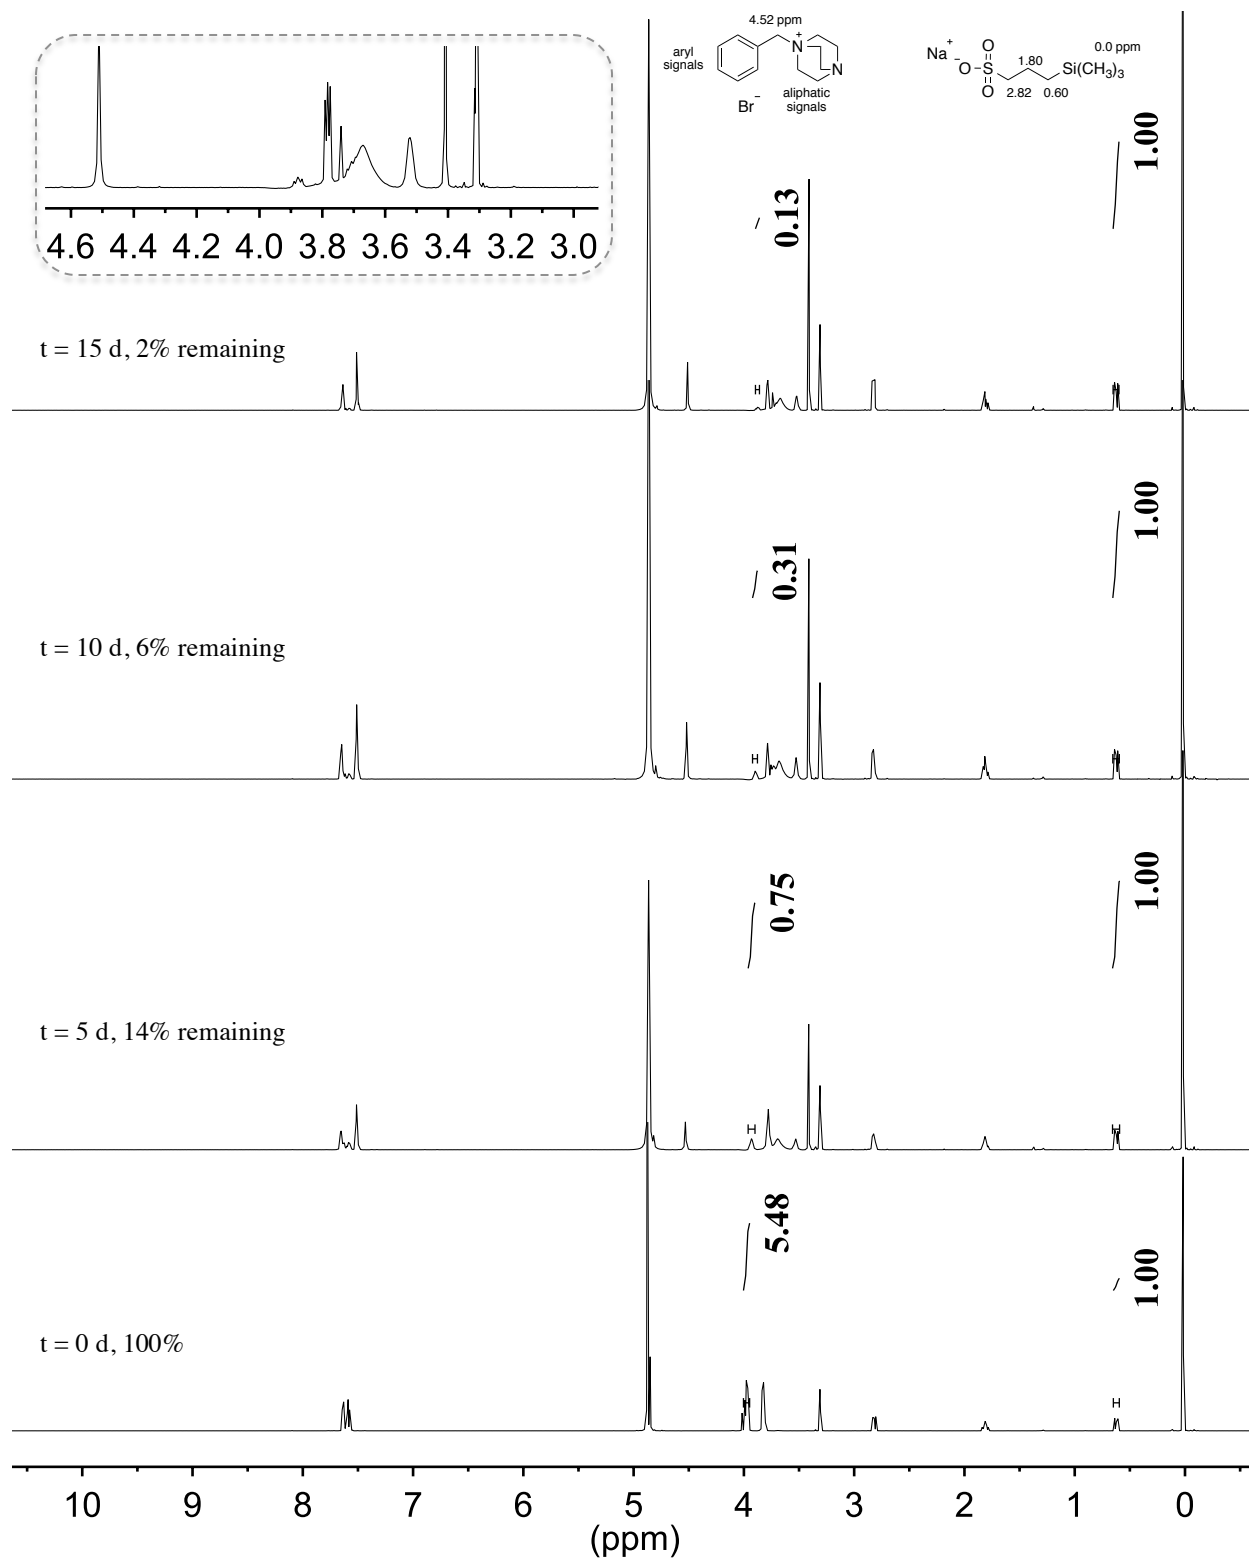 4.52 ppm
aryl
signals
N
+
N
Br
−
aliphatic
signals
Na
+
−
O
O
S
O
1.80
2.82
0.60
0.0 ppm
Si(CH3)3
4.6 4.4 4.2 4.0 3.8 3.6 3.4 3.2 3.0
0.13
1.00
t = 15 d, 2% remaining
H
H
0.31
1.00
t = 10 d, 6% remaining
H
H
0.75
1.00
t = 5 d, 14% remaining
H
H
5.48
1.00
t = 0 d, 100%
H
H
10 9 8 7 6 5 4 3 2 1 0
(ppm)